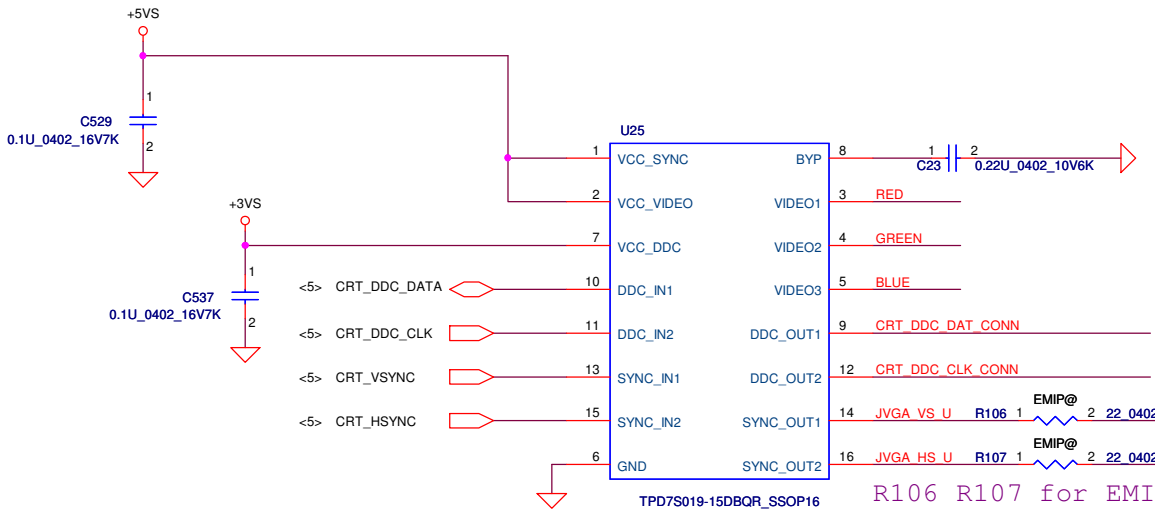 +5VS
1
C529
0.1U_0402_16V7K
2
+3VS
1
C537
0.1U_0402_16V7K
2
<5> CRT_DDC_DATA
<5> CRT_DDC_CLK
<5> CRT_VSYNC
<5> CRT_HSYNC
U25
1 VCC_SYNC BYP 8 1 C23 2 0.22U_0402_10V6K
2 VCC_VIDEO VIDEO1 3 RED
7 VCC_DDC VIDEO2 4 GREEN
10 DDC_IN1 VIDEO3 5 BLUE
11 DDC_IN2 DDC_OUT1 9 CRT_DDC_DAT_CONN
13 SYNC_IN1 DDC_OUT2 12 CRT_DDC_CLK_CONN
EMIP@
15 SYNC_IN2 SYNC_OUT1 14 JVGA_VS_U R106 1 2 22_0402
EMIP@
6 GND SYNC_OUT2 16 JVGA_HS_U R107 1 2 22_0402
TPD7S019-15DBQR_SSOP16
R106 R107 for EMI